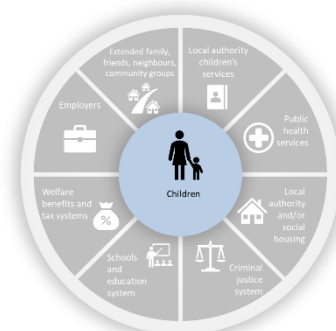 Extended family,
friends, neighbours,
community groups
Local authority
children's
services
Public
health
services
Local
authority
and/or
social
housing
Criminal
justice
system
Schools
and
education
system
Welfare
benefits and
tax systems
%
Employers
Children